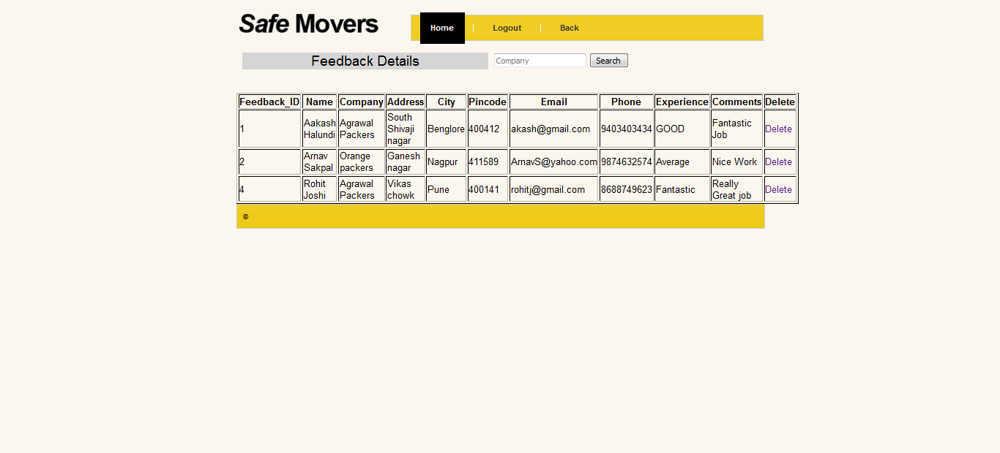 Safe Movers
Home | Logout | Back
Feedback Details Company Search
Feedback_ID Name Company Address City Pincode Email Phone Experience Comments Delete
1 Aakash Halundi Agrawal Packers South Shivaji nagar Benglore 400412 akash@gmail.com 9403403434 GOOD Fantastic Job Delete
2 Arnav Sakpal Orange packers Ganesh nagar Nagpur 411589 ArnavS@yahoo.com 9874632574 Average Nice Work Delete
4 Rohit Joshi Agrawal Packers Vikas chowk Pune 400141 rohitj@gmail.com 8688749623 Fantastic Really Great job Delete
©